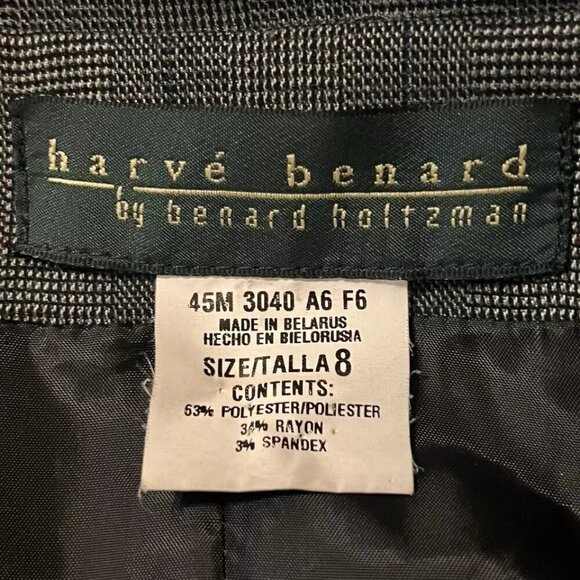 harvé benard
by benard holtzman
45M 3040 A6 F6
MADE IN BELARUS
HECHO EN BIELORUSIA
SIZE/TALLA 8
CONTENTS:
63% POLYESTER/POLIESTER
34% RAYON
3% SPANDEX